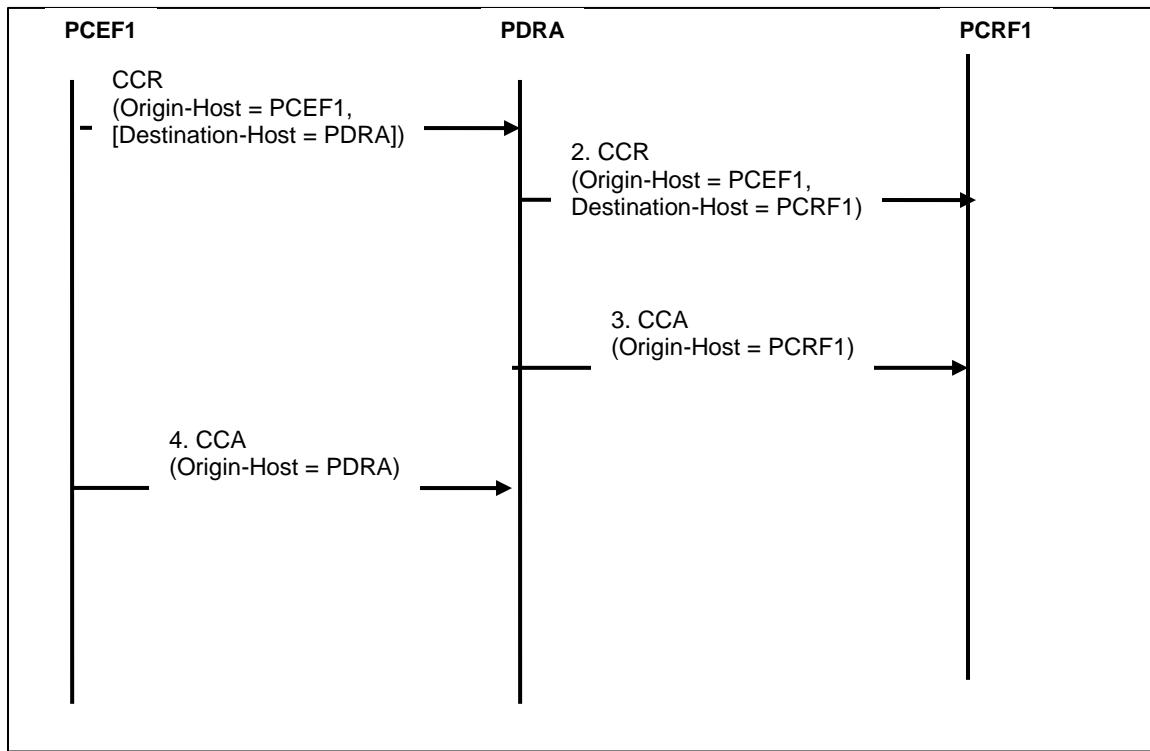 PCEF1 PDRA PCRF1
CCR
(Origin-Host = PCEF1,
[Destination-Host = PDRA])
2. CCR
(Origin-Host = PCEF1,
Destination-Host = PCRF1)
3. CCA
(Origin-Host = PCRF1)
4. CCA
(Origin-Host = PDRA)